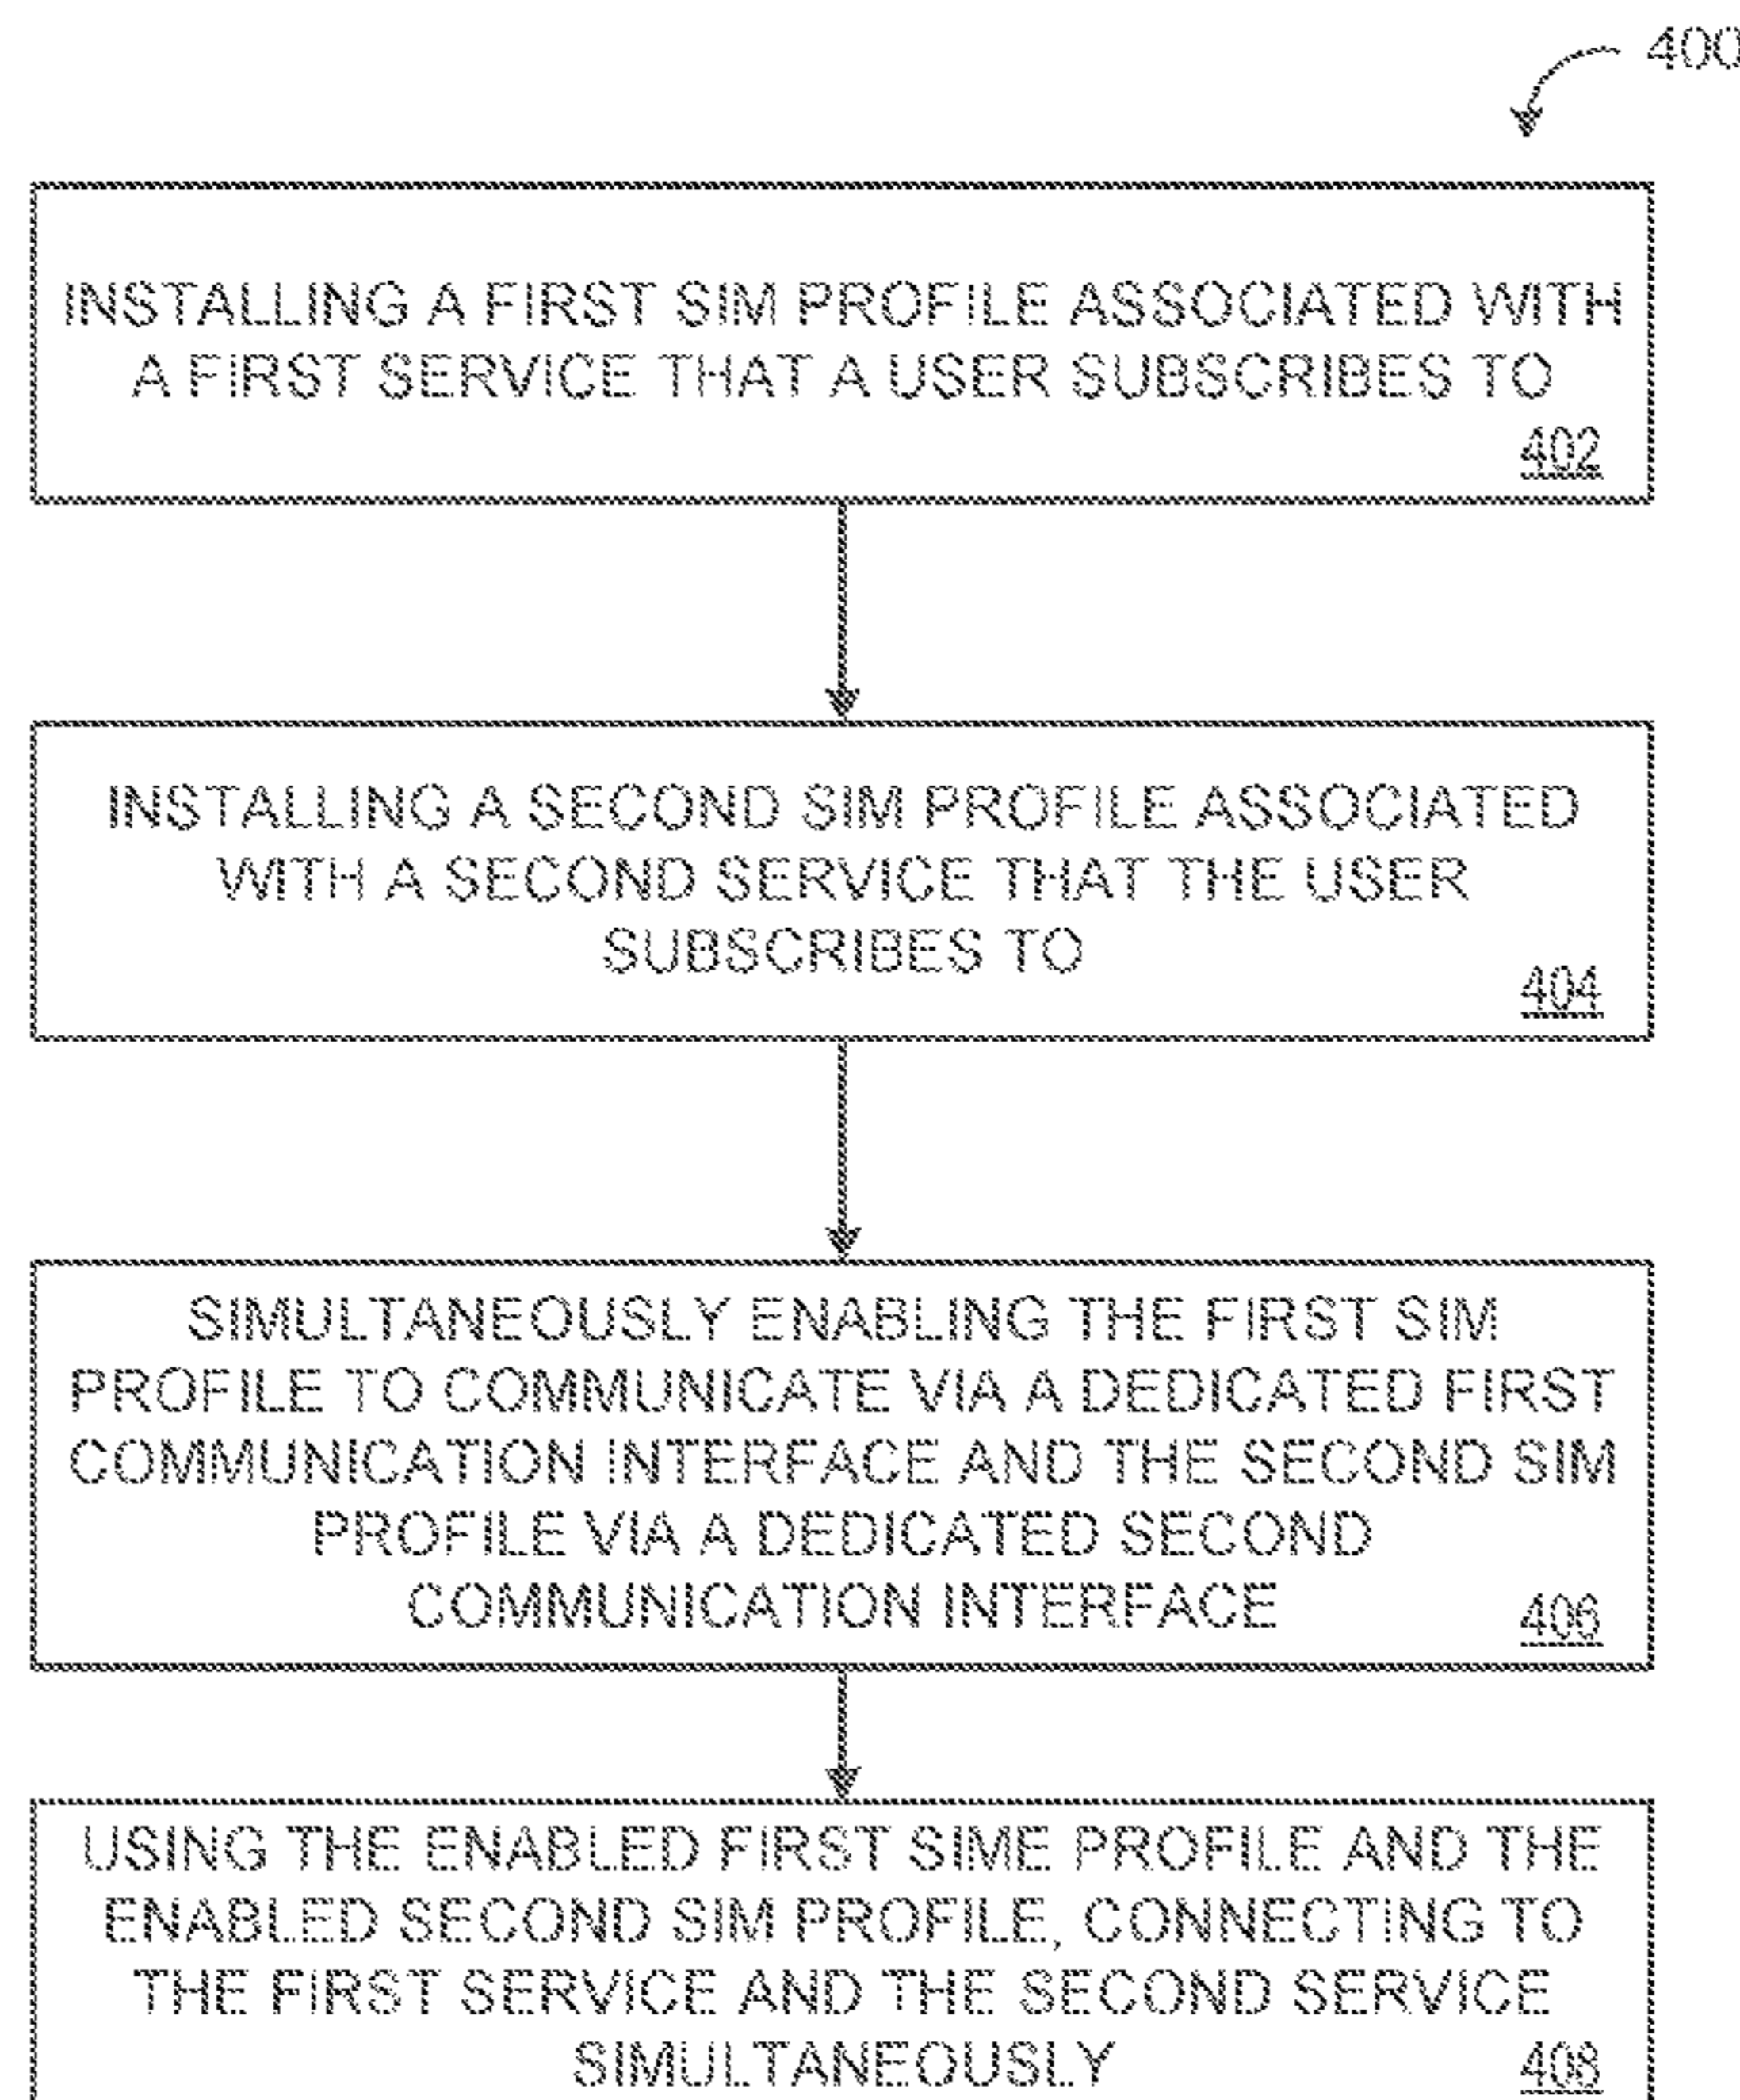 400
INSTALLING A FIRST SIM PROFILE ASSOCIATED WITH
A FIRST SERVICE THAT A USER SUBSCRIBES TO
402
INSTALLING A SECOND SIM PROFILE ASSOCIATED
WITH A SECOND SERVICE THAT THE USER
SUBSCRIBES TO
404
SIMULTANEOUSLY ENABLING THE FIRST SIM
PROFILE TO COMMUNICATE VIA A DEDICATED FIRST
COMMUNICATION INTERFACE AND THE SECOND SIM
PROFILE VIA A DEDICATED SECOND
COMMUNICATION INTERFACE
406
USING THE ENABLED FIRST SIME PROFILE AND THE
ENABLED SECOND SIM PROFILE, CONNECTING TO
THE FIRST SERVICE AND THE SECOND SERVICE
SIMULTANEOUSLY
408